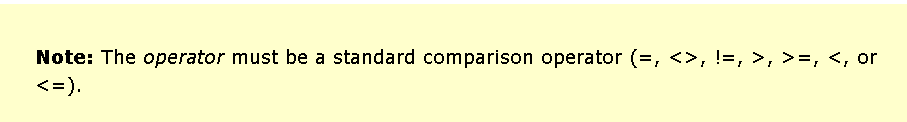 Note: The operator must be a standard comparison operator (=, <>, !=, >, >=, <, or
<=).